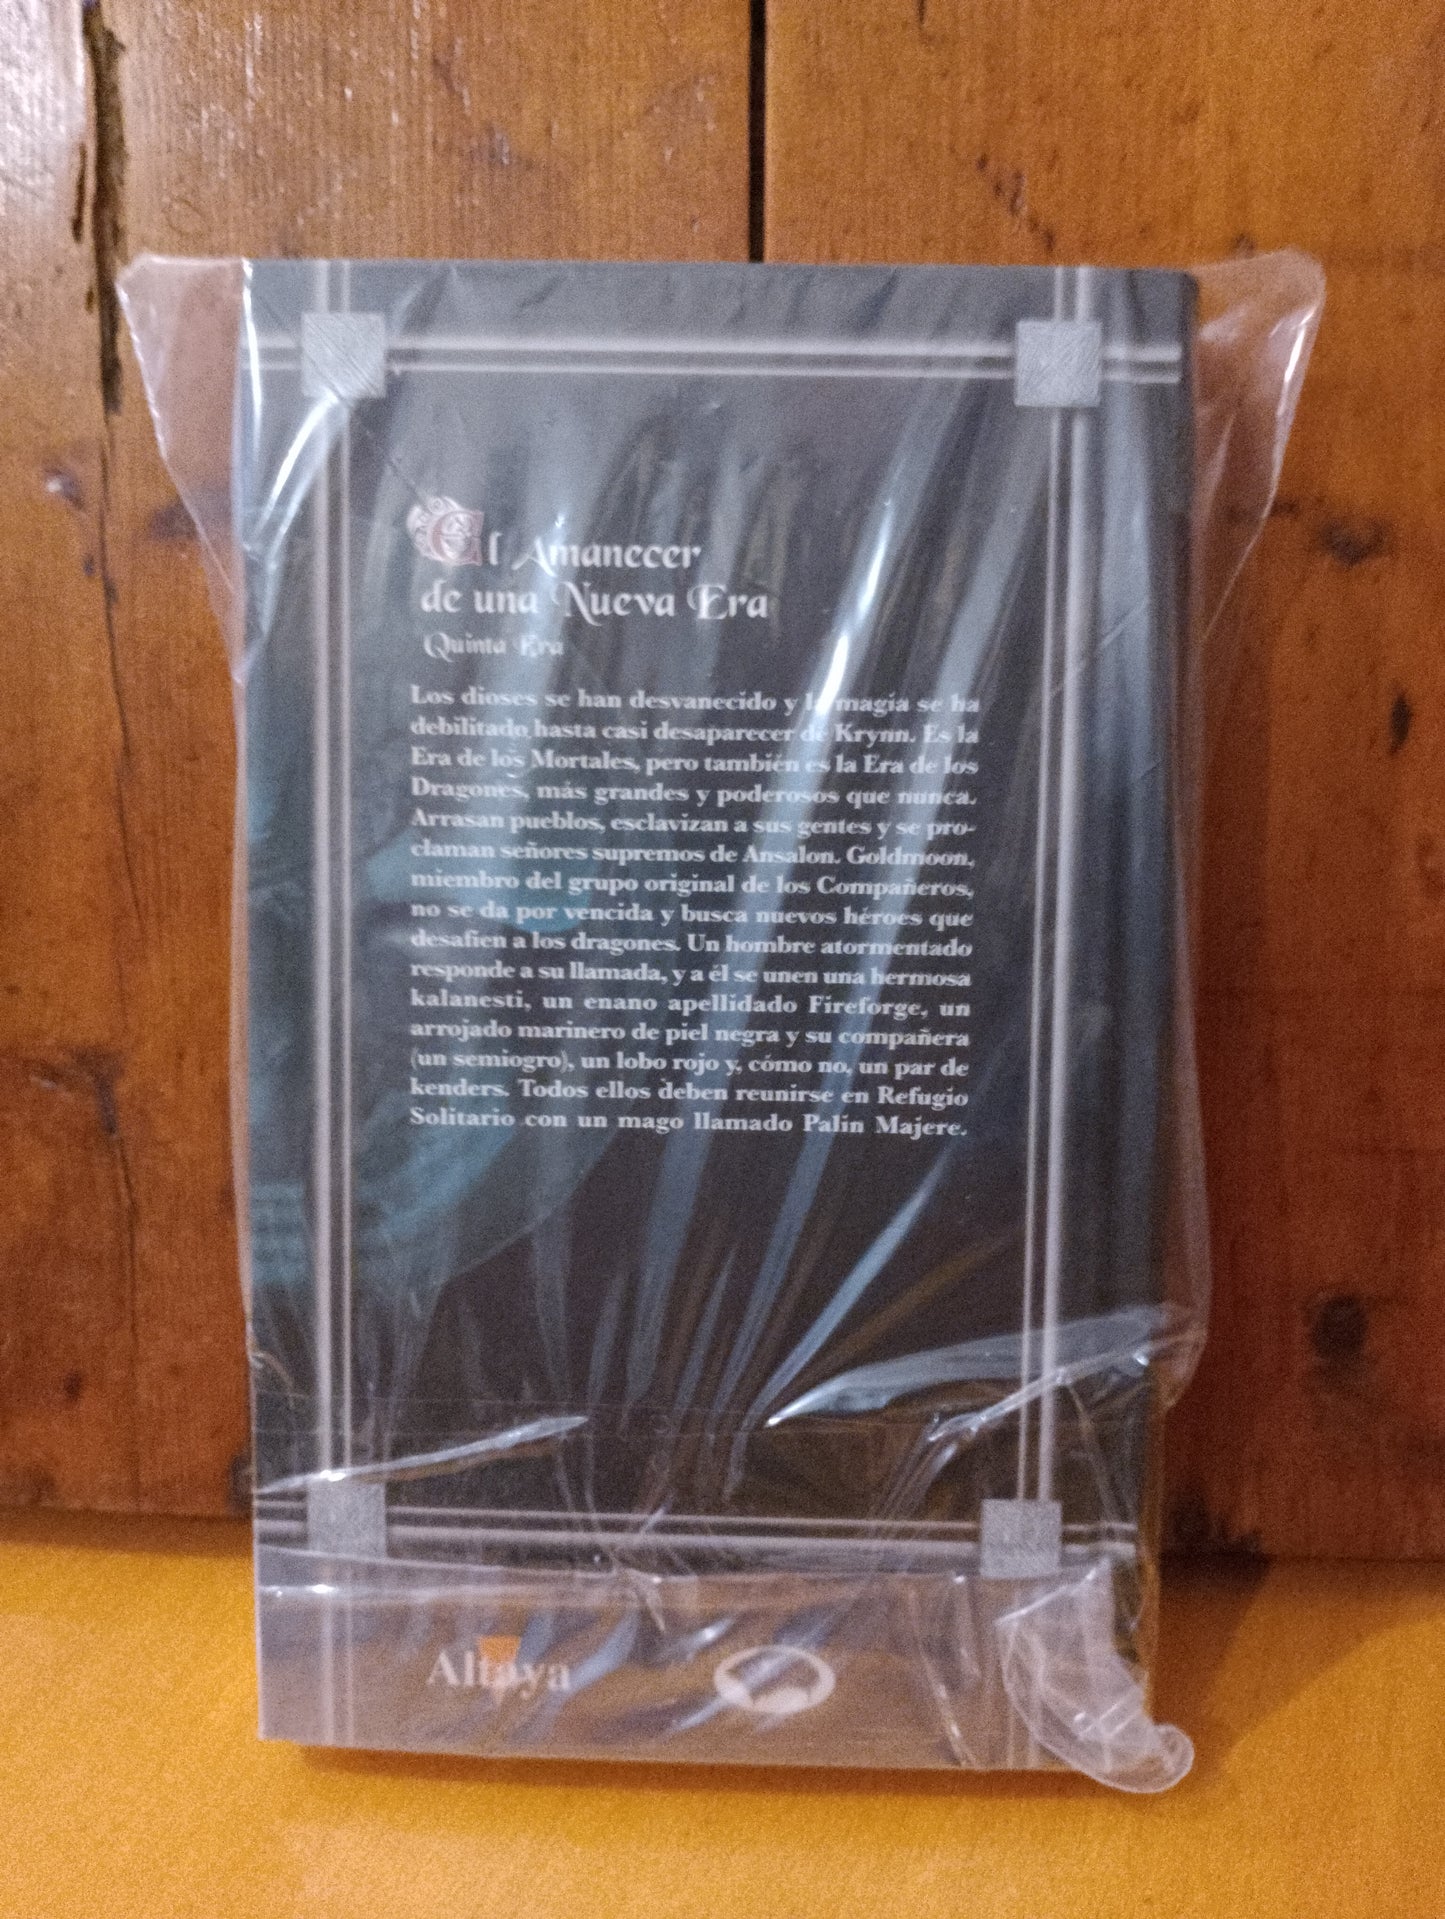 El Amanecer
de una Nueva Era
Quinta Era
Los dioses se han desvanecido y la magia se ha
debilitado hasta casi desaparecer de Krynn. Es la
Era de los Mortales, pero también es la Era de los
Dragones, más grandes y poderosos que nunca.
Arrasan pueblos, esclavizan a sus gentes y se pro-
claman señores supremos de Ansalon. Goldmoon,
miembro del grupo original de los Compañeros,
no se da por vencida y busca nuevos héroes que
desafíen a los dragones. Un hombre atormentado
responde a su llamada, y a él se unen una hermosa
kalanesti, un enano apellidado Fireforge, un
arrojado marinero de piel negra y su compañera
(un semiogro), un lobo rojo y, cómo no, un par de
kenders. Todos ellos deben reunirse en Refugio
Solitario con un mago llamado Palin Majere.
Altaya